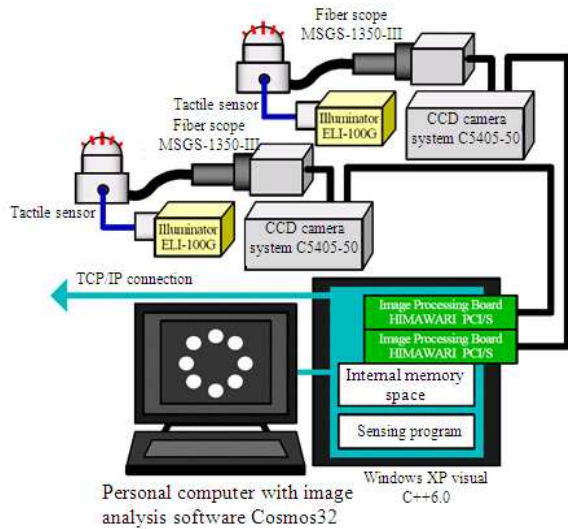 Fiber scope
MSGS-1350-III
Tactile sensor
Illuminator
ELI-100G
CCD camera
system C5405-50
Fiber scope
MSGS-1350-III
Tactile sensor
Illuminator
ELI-100G
CCD camera
system C5405-50
TCP/IP connection
Image Processing Board
HIMAWARI PCI/S
Image Processing Board
HIMAWARI PCI/S
Internal memory
space
Sensing program
Windows XP visual
C++6.0
Personal computer with image
analysis software Cosmos32